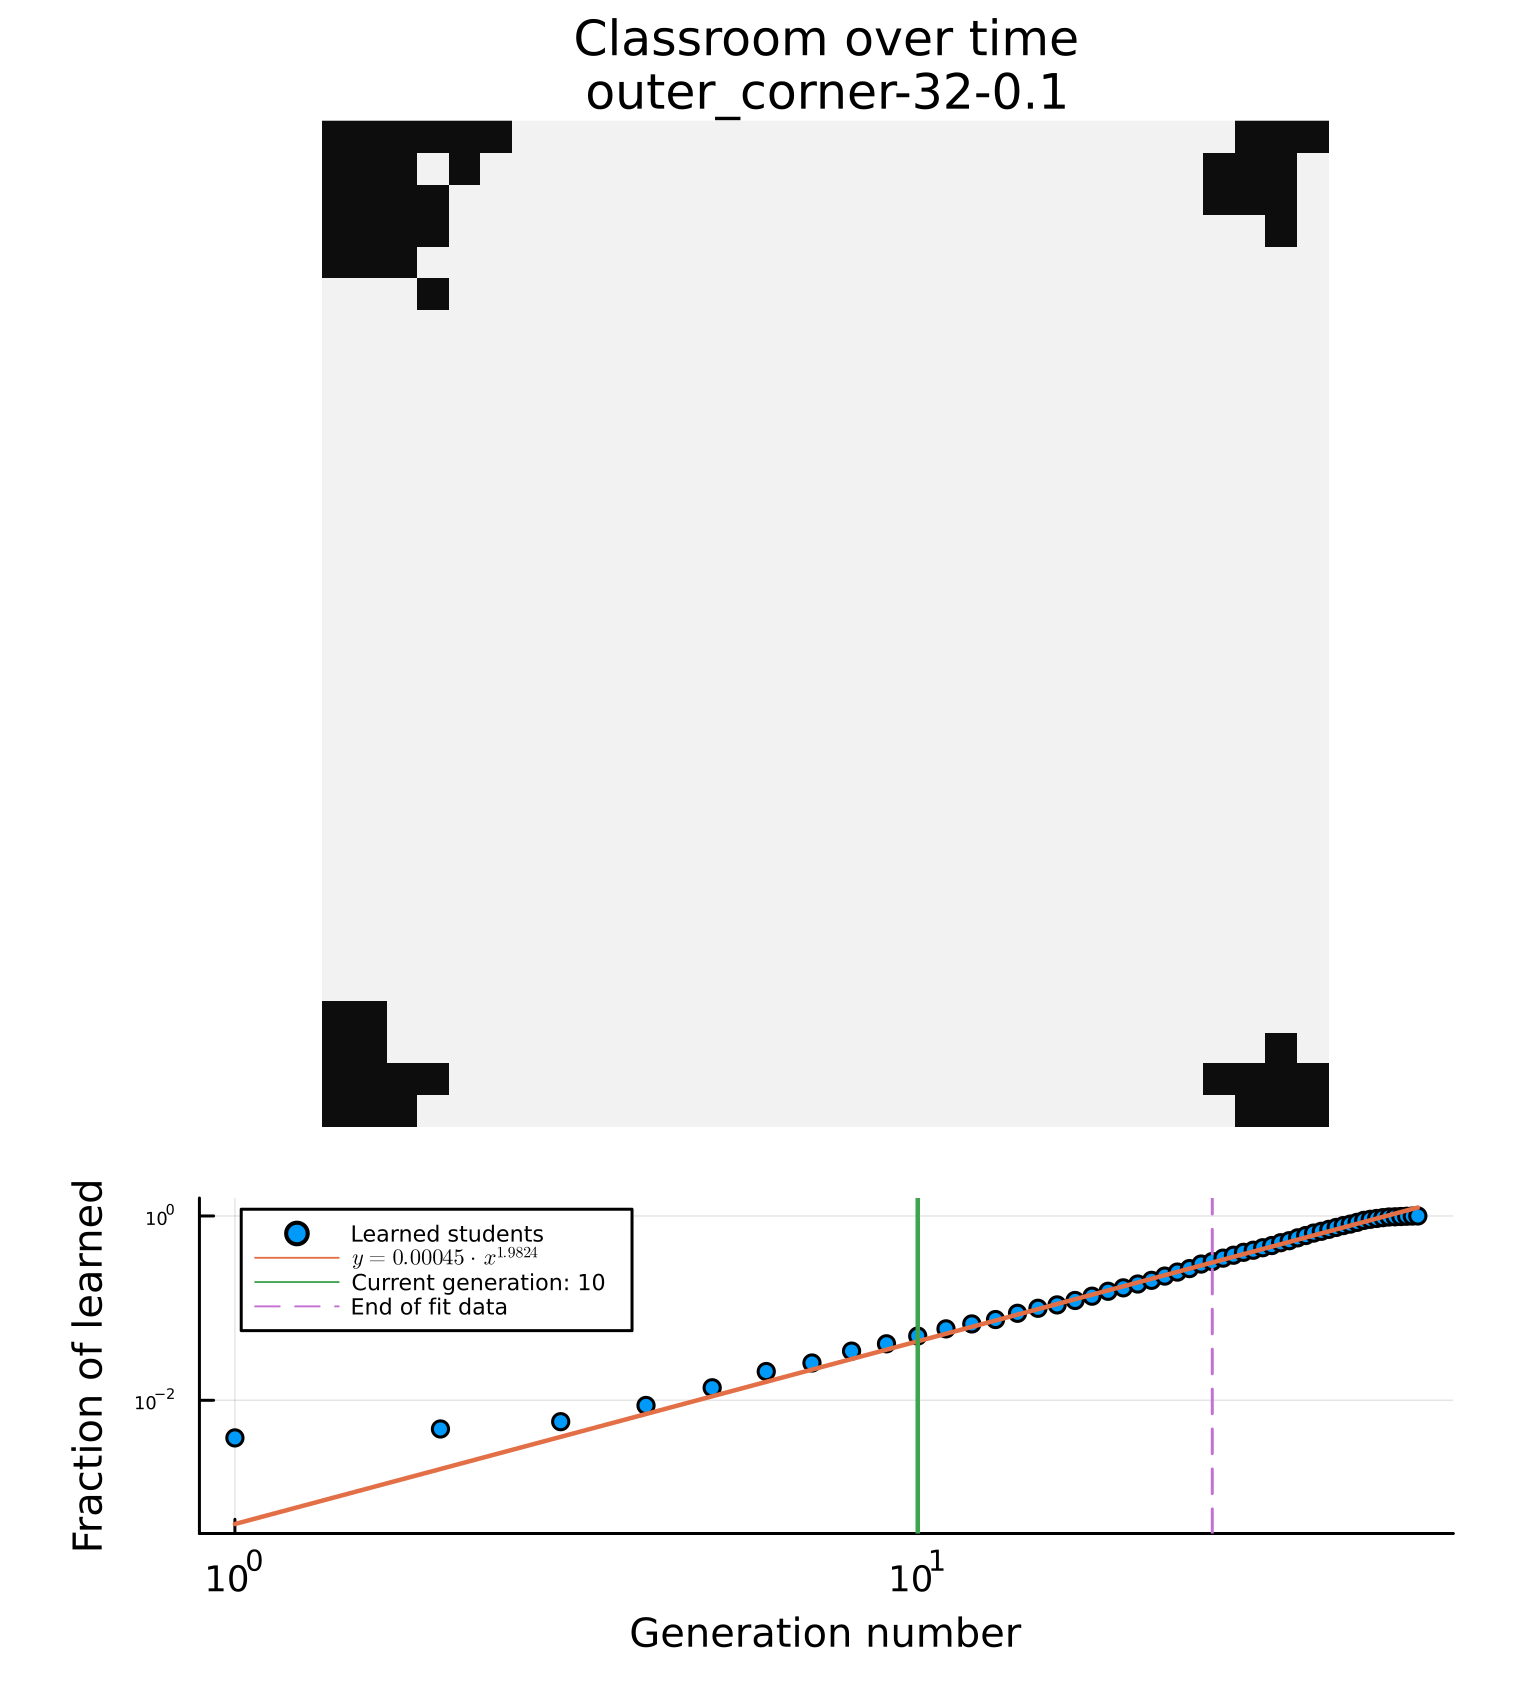 Classroom over time
outer_corner-32-0.1
Fraction of learned
10^0
10^-2
Learned students
y = 0.00045 · x^1.9824
Current generation: 10
End of fit data
10^0
10^1
Generation number